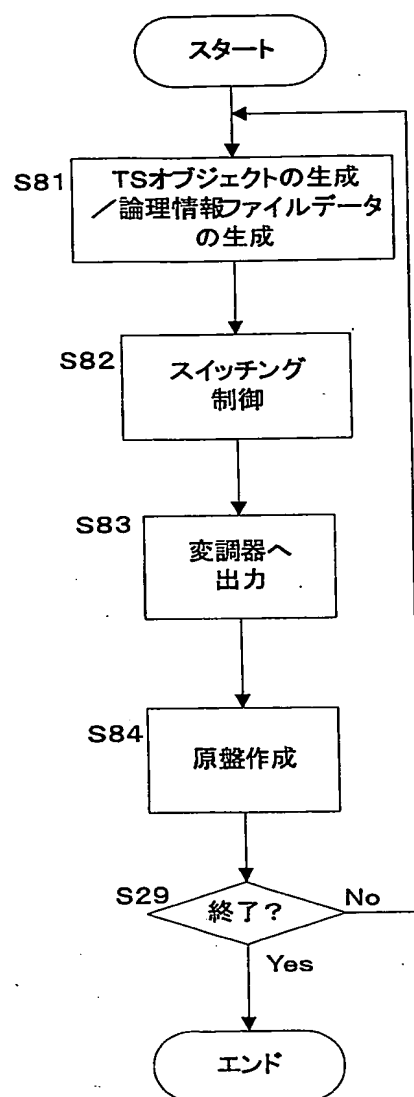 スタート
S81
TSオブジェクトの生成
／論理情報ファイルデータ
の生成
S82
スイッチング
制御
S83
変調器へ
出力
S84
原盤作成
S29
終了？
No
Yes
エンド